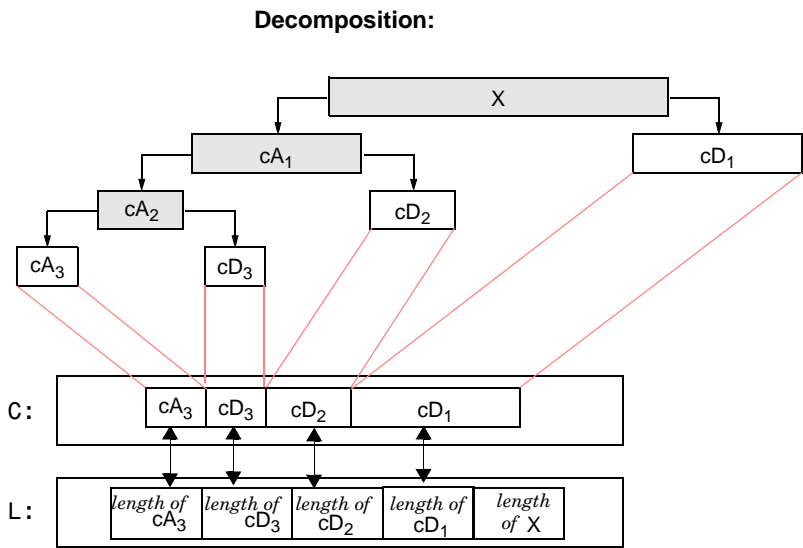 Decomposition:
X
cA1
cD1
cA2
cD2
cA3
cD3
C:
cA3 cD3 cD2 cD1
L:
length of length of length of length of length
cA3 cD3 cD2 cD1 of X